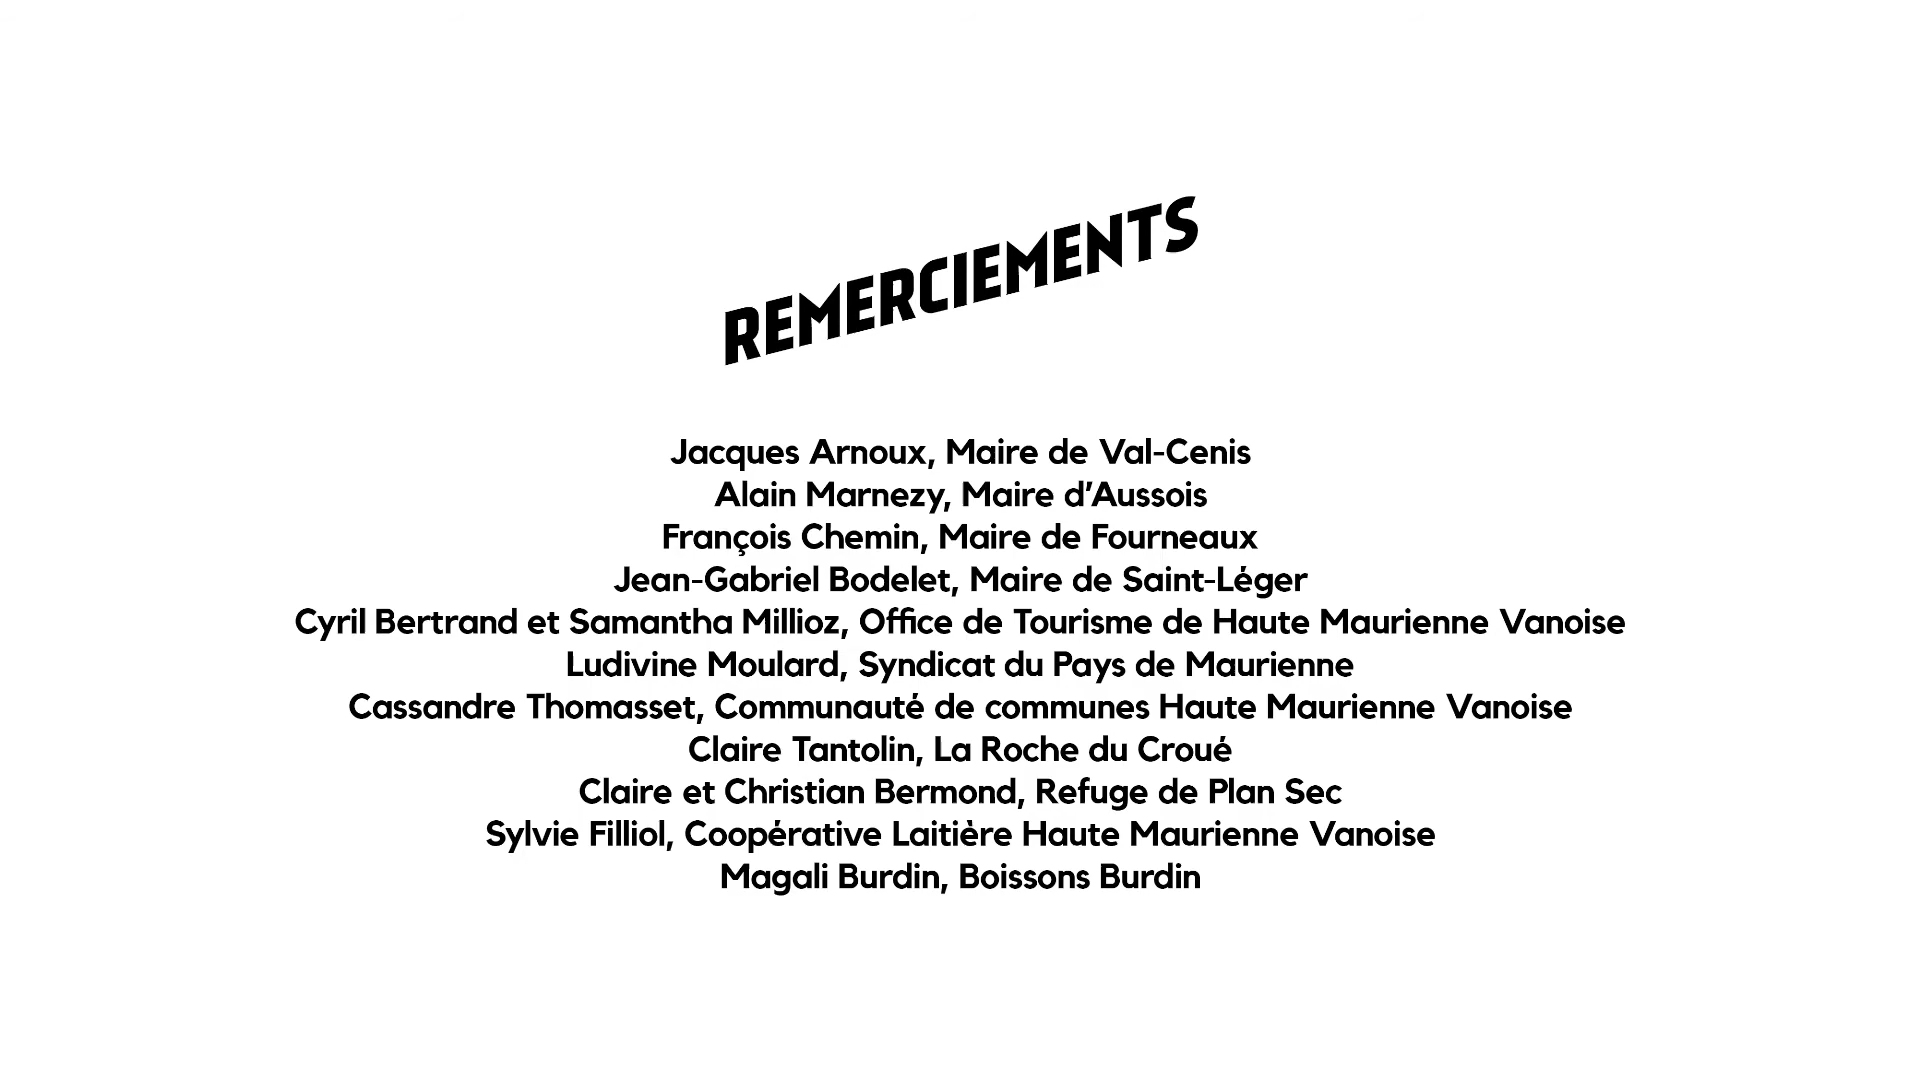 REMERCIEMENTS
Jacques Arnoux, Maire de Val-Cenis
Alain Marnezy, Maire d’Aussois
François Chemin, Maire de Fourneaux
Jean-Gabriel Bodelet, Maire de Saint-Léger
Cyril Bertrand et Samantha Millioz, Office de Tourisme de Haute Maurienne Vanoise
Ludivine Moulard, Syndicat du Pays de Maurienne
Cassandre Thomasset, Communauté de communes Haute Maurienne Vanoise
Claire Tantolin, La Roche du Croué
Claire et Christian Bermond, Refuge de Plan Sec
Sylvie Filliol, Coopérative Laitière Haute Maurienne Vanoise
Magali Burdin, Boissons Burdin